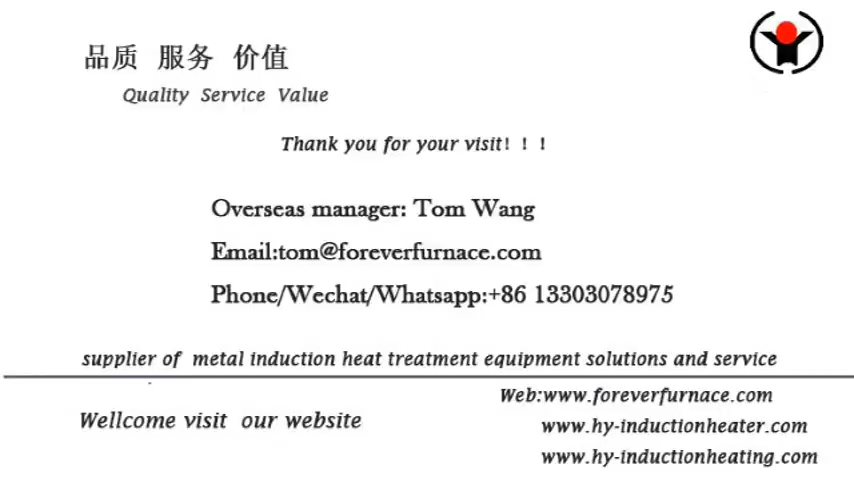 品质 服务 价值
Quality Service Value
Thank you for your visit！！！
Overseas manager: Tom Wang
Email:tom@foreverfurnace.com
Phone/Wechat/Whatsapp:+86 13303078975
supplier of metal induction heat treatment equipment solutions and service
Wellcome visit our website
Web:www.foreverfurnace.com
www.hy-inductionheater.com
www.hy-inductionheating.com